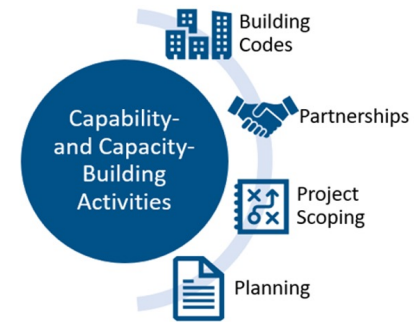 Building
Codes
Capability-
and Capacity-
Building
Activities
Partnerships
Project
Scoping
Planning